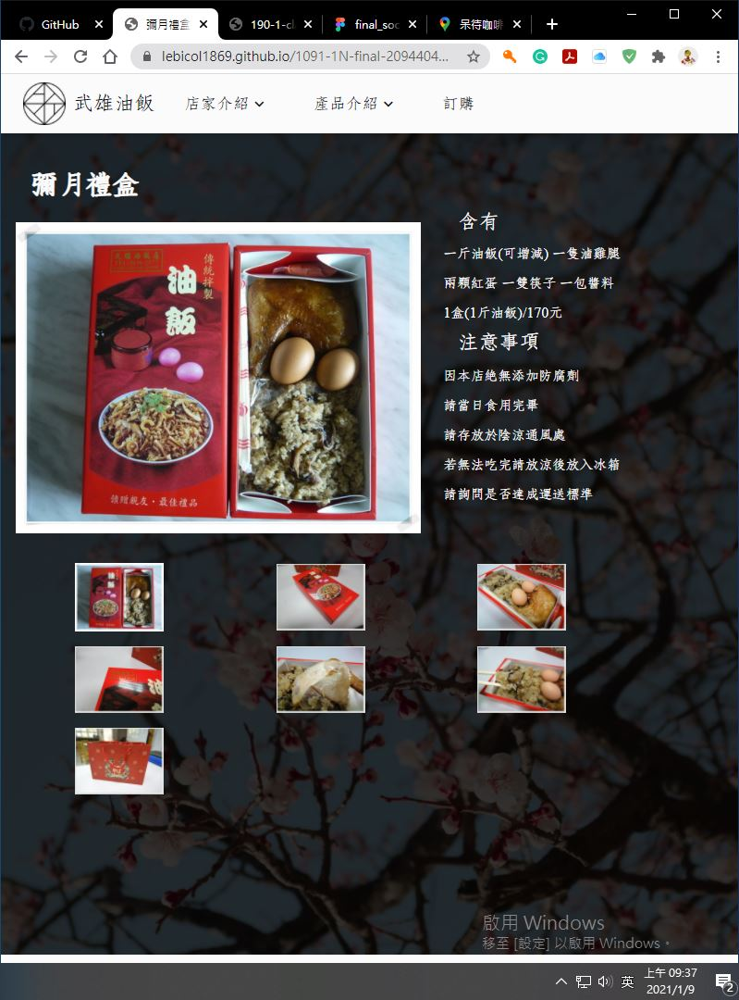 GitHub
彌月禮盒
190-1-cl
final_soc
呆待咖啡
lebicol1869.github.io/1091-1N-final-2094404...
武雄油飯
店家介紹
產品介紹
訂購
彌月禮盒
含有
一斤油飯(可增減) 一隻滷雞腿
兩顆紅蛋 一雙筷子 一包醬料
1盒(1斤油飯)/170元
注意事項
因本店絕無添加防腐劑
請當日食用完畢
請存放於陰涼通風處
若無法吃完請放涼後放入冰箱
請詢問是否達成運送標準
武雄油飯店
傳統拌製
油飯
領贈親友・最佳禮品
啟用 Windows
移至 [設定] 以啟用 Windows。
英
上午 09:37
2021/1/9
2